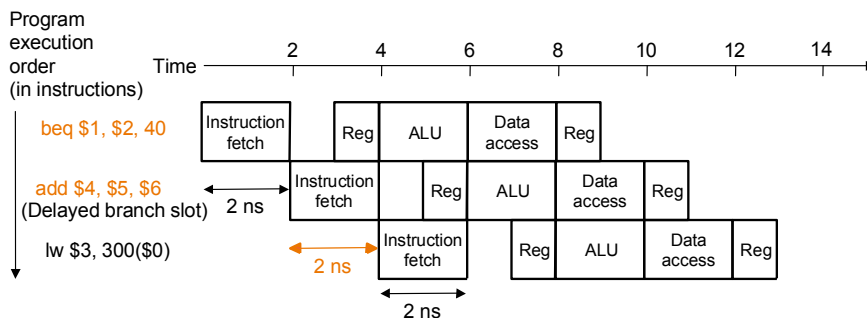 Program
execution
order
(in instructions)
Time
2 4 6 8 10 12 14
beq $1, $2, 40
Instruction
fetch
Reg
ALU
Data
access
Reg
add $4, $5, $6
(Delayed branch slot)
2 ns
Instruction
fetch
Reg
ALU
Data
access
Reg
lw $3, 300($0)
2 ns
Instruction
fetch
Reg
ALU
Data
access
Reg
2 ns